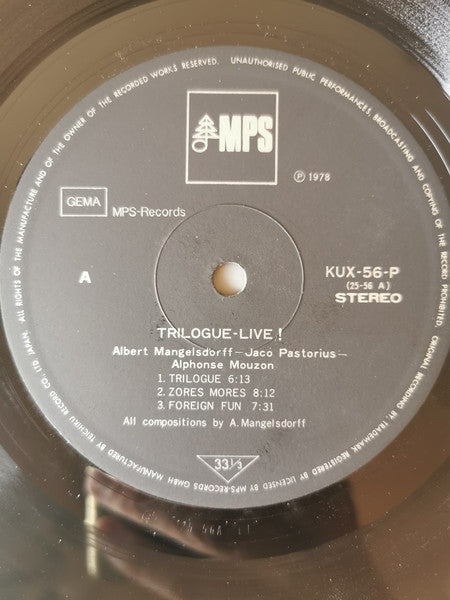 ALL RIGHTS OF THE MANUFACTURE AND OF THE OWNER OF THE RECORDED WORKS RESERVED. UNAUTHORISED PUBLIC PERFORMANCES, BROADCASTING AND COPYING OF THE RECORD PROHIBITED.
MPS
Ⓟ 1978
GEMA
MPS-Records
A
KUX-56-P
(25-56 A)
STEREO
TRILOGUE-LIVE!
Albert Mangelsdorff—Jaco Pastorius—
Alphonse Mouzon
1. TRILOGUE 6:13
2. ZORES MORES 8:12
3. FOREIGN FUN 7:31
All compositions by A. Mangelsdorff
33 1/3
MANUFACTURED BY TEICHIKU RECORD CO. LTD. JAPAN. ORIGINAL RECORDING BY, TRADEMARK REGISTERED BY, LICENSED BY MPS-RECORDS GMBH